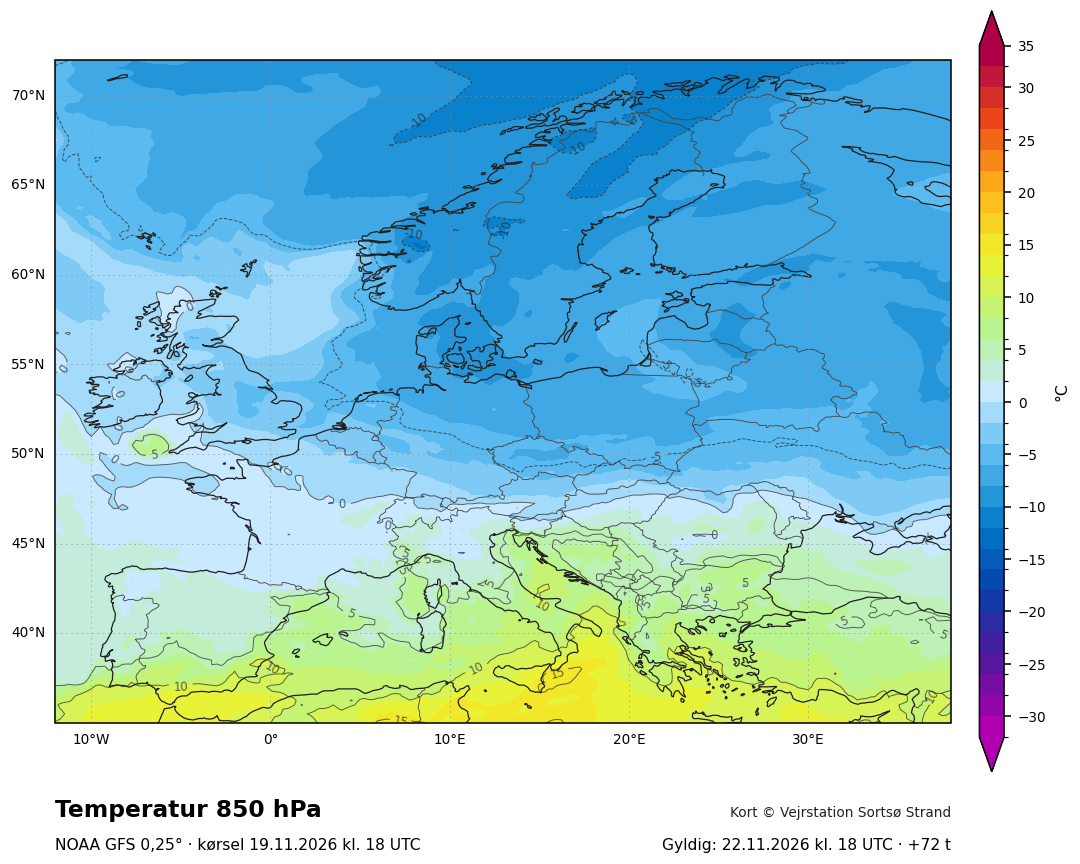 70°N
65°N
60°N
55°N
50°N
45°N
40°N
10°W
0°
10°E
20°E
30°E
35
30
25
20
15
10
5
0
−5
−10
−15
−20
−25
−30
°C
Temperatur 850 hPa
Kort © Vejrstation Sortsø Strand
NOAA GFS 0,25° · kørsel 19.11.2026 kl. 18 UTC
Gyldig: 22.11.2026 kl. 18 UTC · +72 t